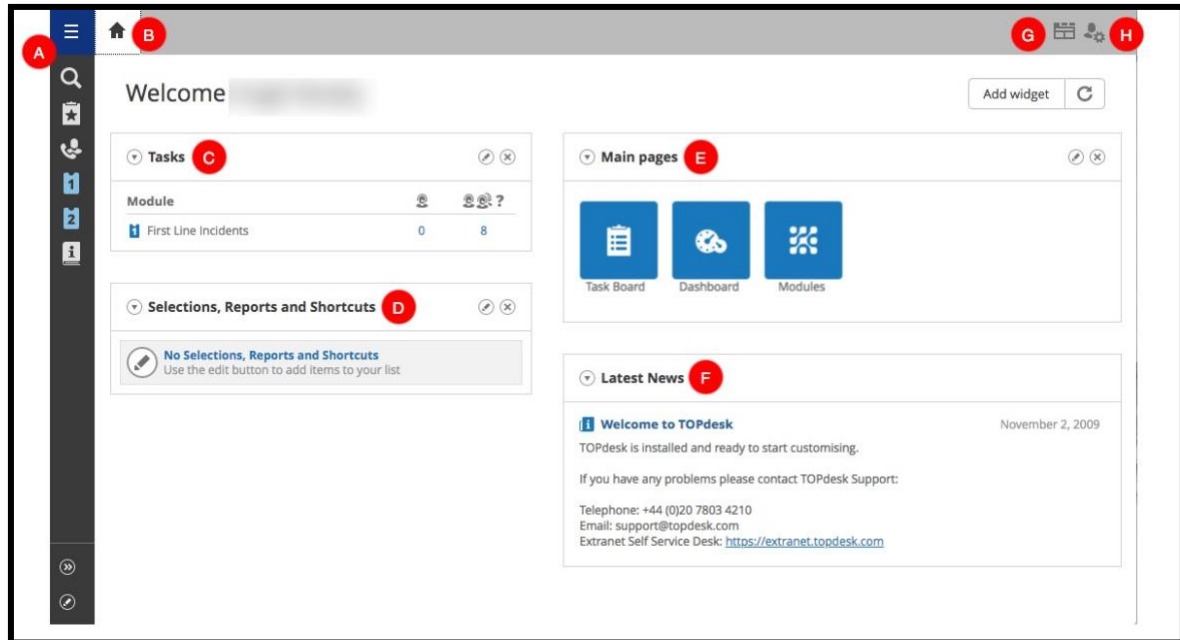 A
B
G
H
Welcome
Add widget
Tasks C
Module ?
1 First Line Incidents 0 8
1
2
i
Selections, Reports and Shortcuts D
No Selections, Reports and Shortcuts
Use the edit button to add items to your list
Main pages E
Task Board Dashboard Modules
Latest News F
Welcome to TOPdesk November 2, 2009
TOPdesk is installed and ready to start customising.
If you have any problems please contact TOPdesk Support:
Telephone: +44 (0)20 7803 4210
Email: support@topdesk.com
Extranet Self Service Desk: https://extranet.topdesk.com